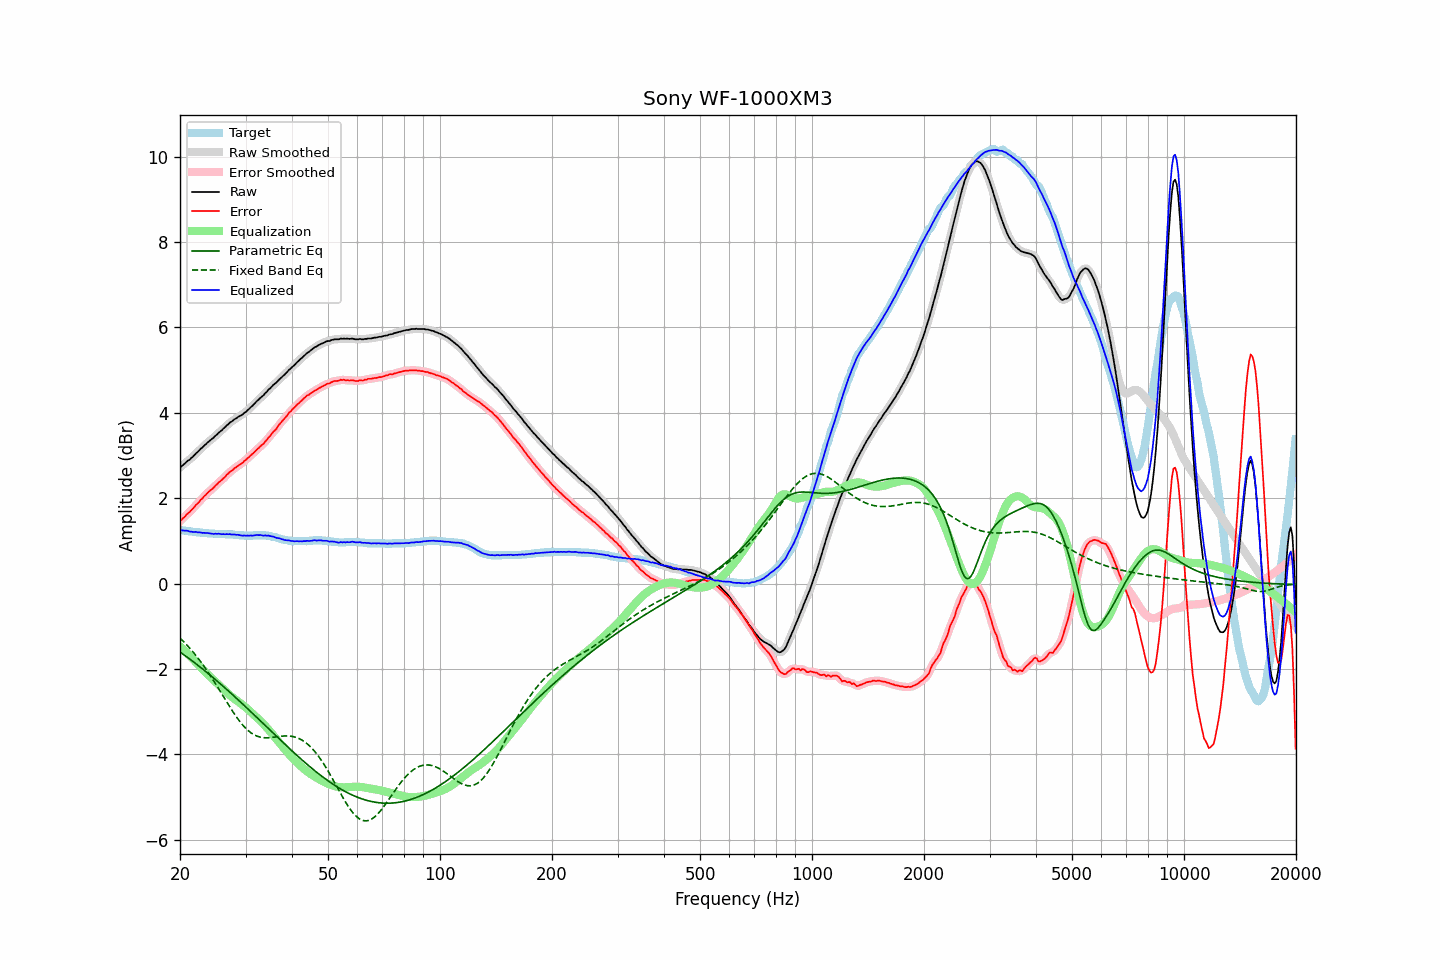 Sony WF-1000XM3
Target
Raw Smoothed
Error Smoothed
Raw
Error
Equalization
Parametric Eq
Fixed Band Eq
Equalized
Amplitude (dBr)
10
8
6
4
2
0
−2
−4
−6
20 50 100 200 500 1000 2000 5000 10000 20000
Frequency (Hz)